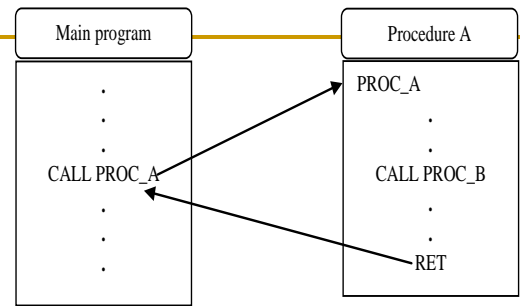 Main program
.
.
.
CALL PROC_A
.
.
.
Procedure A
PROC_A
.
.
.
CALL PROC_B
.
.
RET